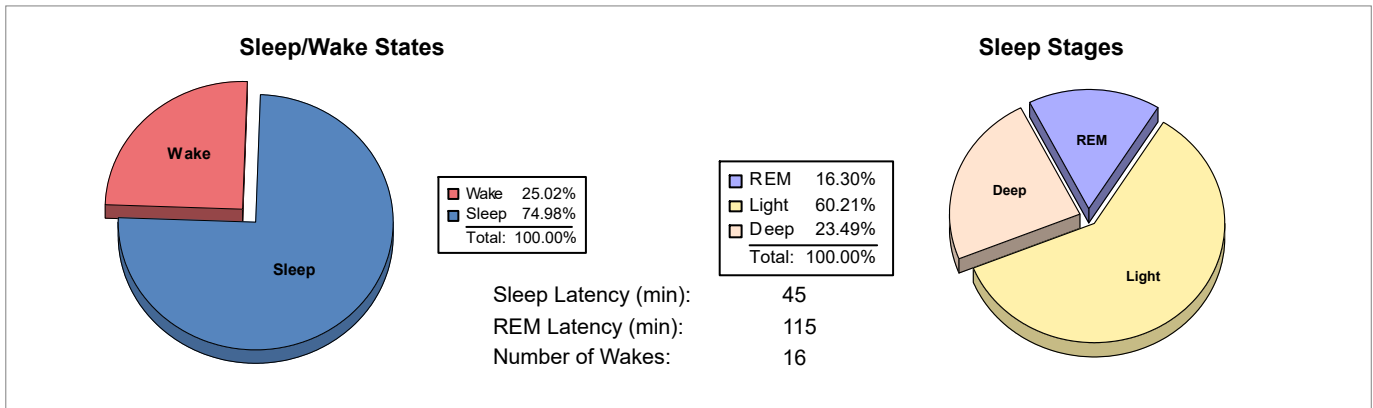 Sleep/Wake States
Wake
Sleep
Wake 25.02%
Sleep 74.98%
Total: 100.00%
Sleep Stages
REM
Deep
Light
REM 16.30%
Light 60.21%
Deep 23.49%
Total: 100.00%
Sleep Latency (min): 45
REM Latency (min): 115
Number of Wakes: 16